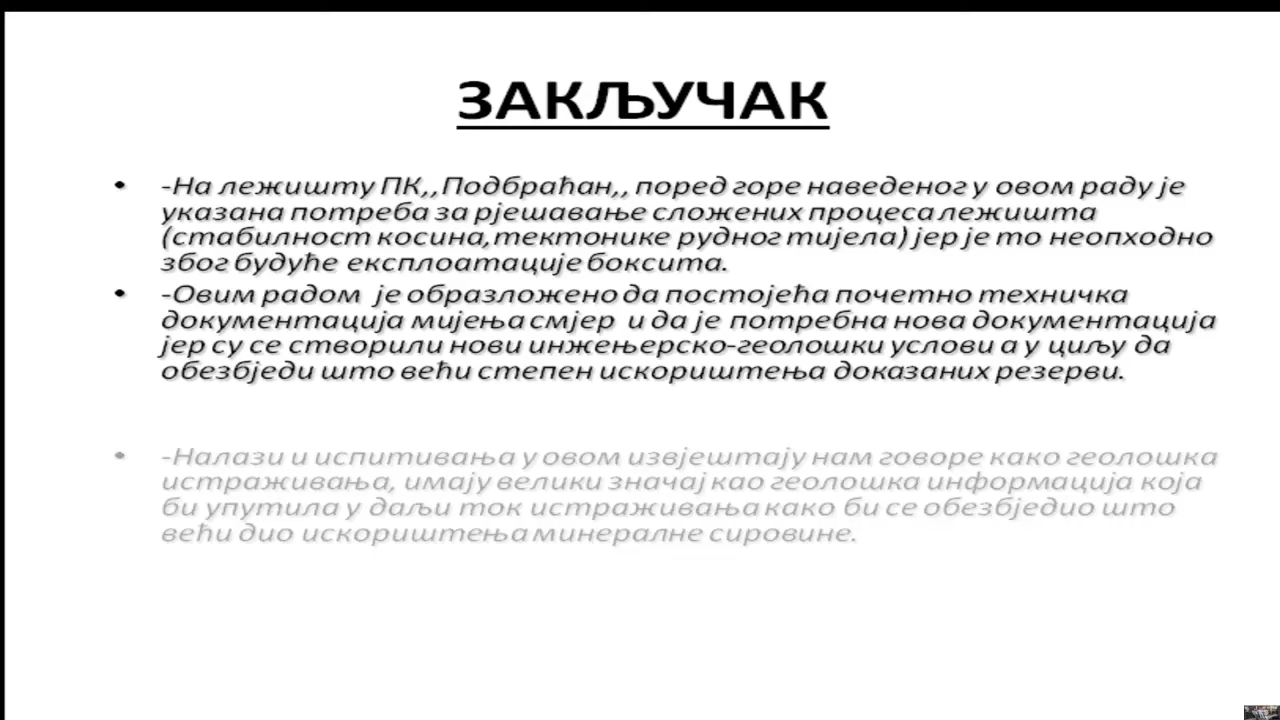 ЗАКЉУЧАК
• -На лежишту ПК,,Подбраћан,, поред горе наведеног у овом раду је
указана потреба за рјешавање сложених процеса лежишта
(стабилност косина,тектонике рудног тијела) јер је то неопходно
због будуће експлоатације боксита.
• -Овим радом је образложено да постојећа почетно техничка
документација мијења смјер и да је потребна нова документација
јер су се створили нови инжењерско-геолошки услови а у циљу да
обезбједи што већи степен искориштења доказаних резерви.
• -Налази и испитивања у овом извјештају нам говоре како геолошка
истраживања, имају велики значај као геолошка информација која
би упутила у даљи ток истраживања како би се обезбједио што
већи дио искориштења минералне сировине.